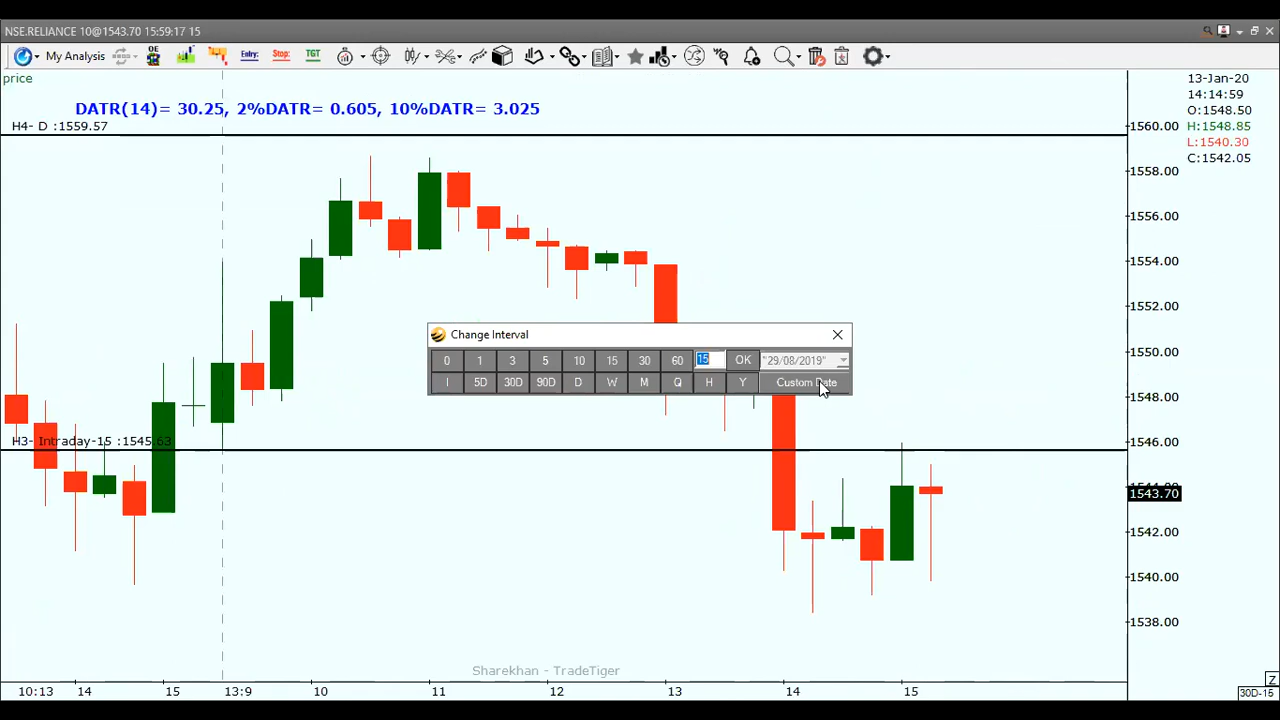 NSE.RELIANCE 10@1543.70 15:59:17 15
My Analysis
OE
Entry:
Stop:
TGT
price
DATR(14)= 30.25, 2%DATR= 0.605, 10%DATR= 3.025
H4- D :1559.57
13-Jan-20
14:14:59
O:1548.50
H:1548.85
L:1540.30
C:1542.05
1560.00
1558.00
1556.00
1554.00
1552.00
1550.00
1548.00
1546.00
1543.70
1542.00
1540.00
1538.00
Change Interval
0 1 3 5 10 15 30 60 15 OK "29/08/2019"
I 5D 30D 90D D W M Q H Y Custom Date
H3- Intraday-15 :1545.63
Sharekhan - TradeTiger
10:13 14 15 13:9 10 11 12 13 14 15
Z
30D-15